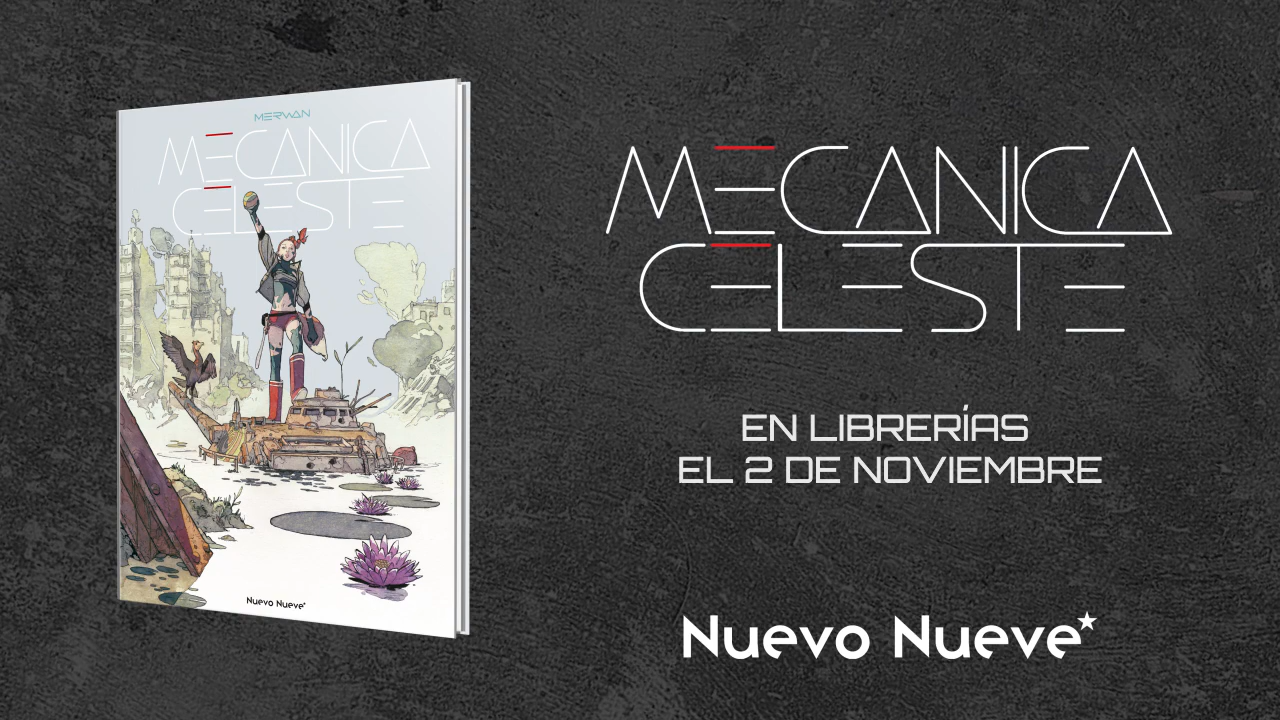 MERWAN
MECANICA
CELESTE
Nuevo Nueve*
MECANICA
CELESTE
EN LIBRERÍAS
EL 2 DE NOVIEMBRE
Nuevo Nueve★